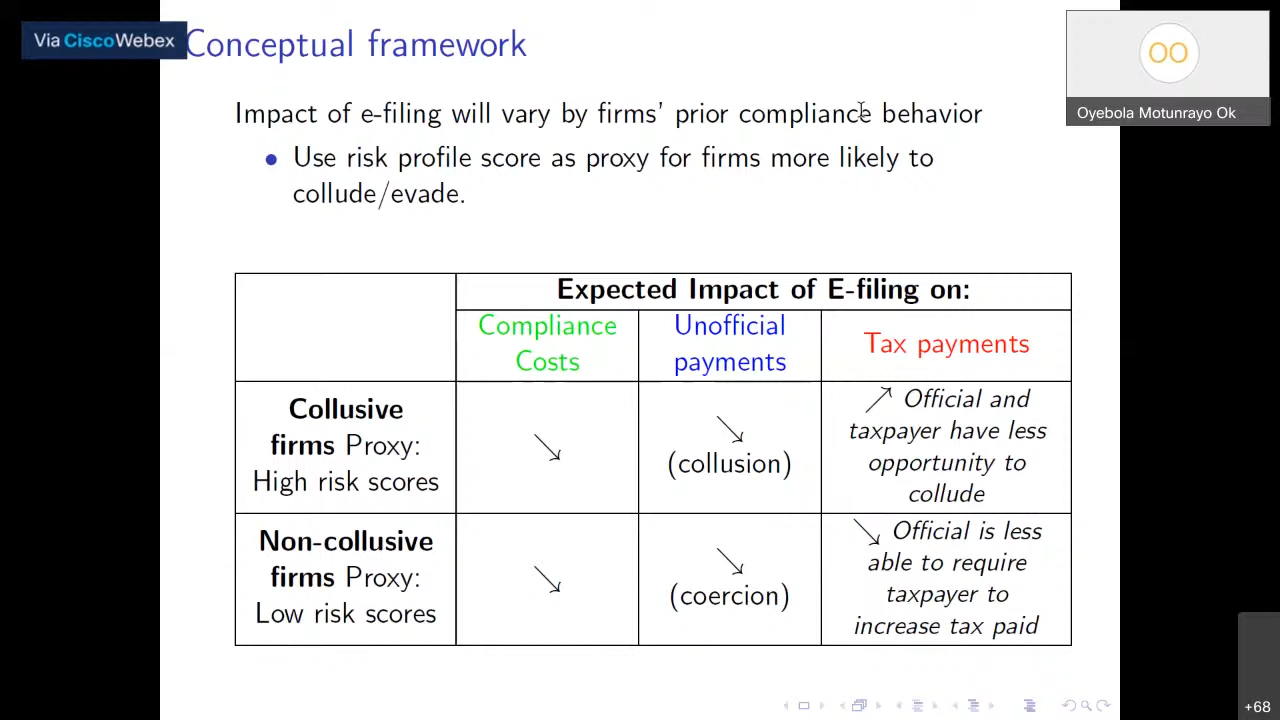 Via Cisco Webex
Conceptual framework
OO
Oyebola Motunrayo Ok
Impact of e-filing will vary by firms' prior compliance behavior
• Use risk profile score as proxy for firms more likely to
collude/evade.
Expected Impact of E-filing on:
Compliance
Costs
Unofficial
payments
Tax payments
Collusive
firms Proxy:
High risk scores
↘
↘
(collusion)
↗ Official and
taxpayer have less
opportunity to
collude
Non-collusive
firms Proxy:
Low risk scores
↘
↘
(coercion)
↘ Official is less
able to require
taxpayer to
increase tax paid
+68